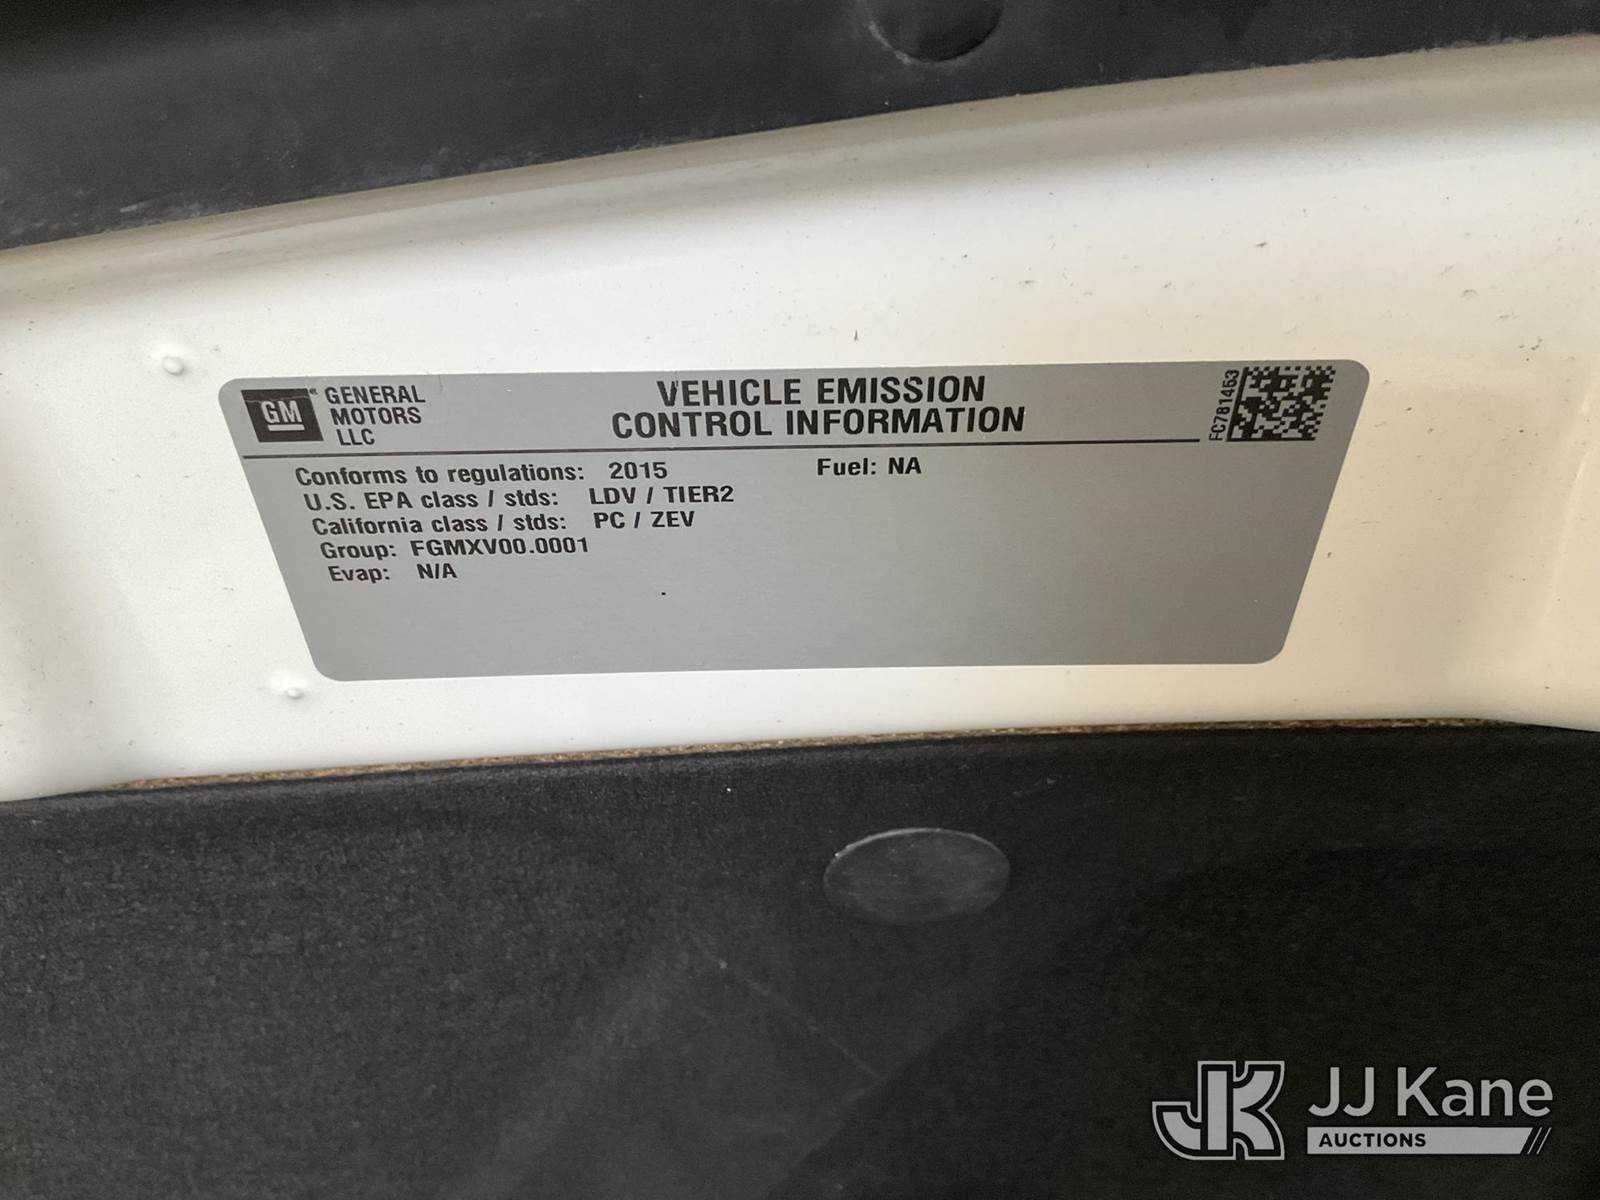 GM
GENERAL
MOTORS
LLC
VEHICLE EMISSION
CONTROL INFORMATION
FC781453
Conforms to regulations: 2015 Fuel: NA
U.S. EPA class / stds: LDV / TIER2
California class / stds: PC / ZEV
Group: FGMXV00.0001
Evap: N/A
JK
JJ Kane
AUCTIONS